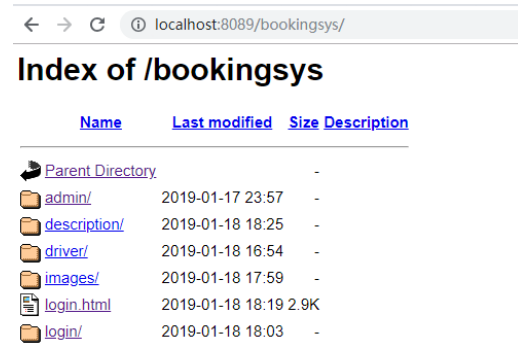 localhost:8089/bookingsys/
Index of /bookingsys
Name Last modified Size Description
Parent Directory -
admin/ 2019-01-17 23:57 -
description/ 2019-01-18 18:25 -
driver/ 2019-01-18 16:54 -
images/ 2019-01-18 17:59 -
login.html 2019-01-18 18:19 2.9K
login/ 2019-01-18 18:03 -